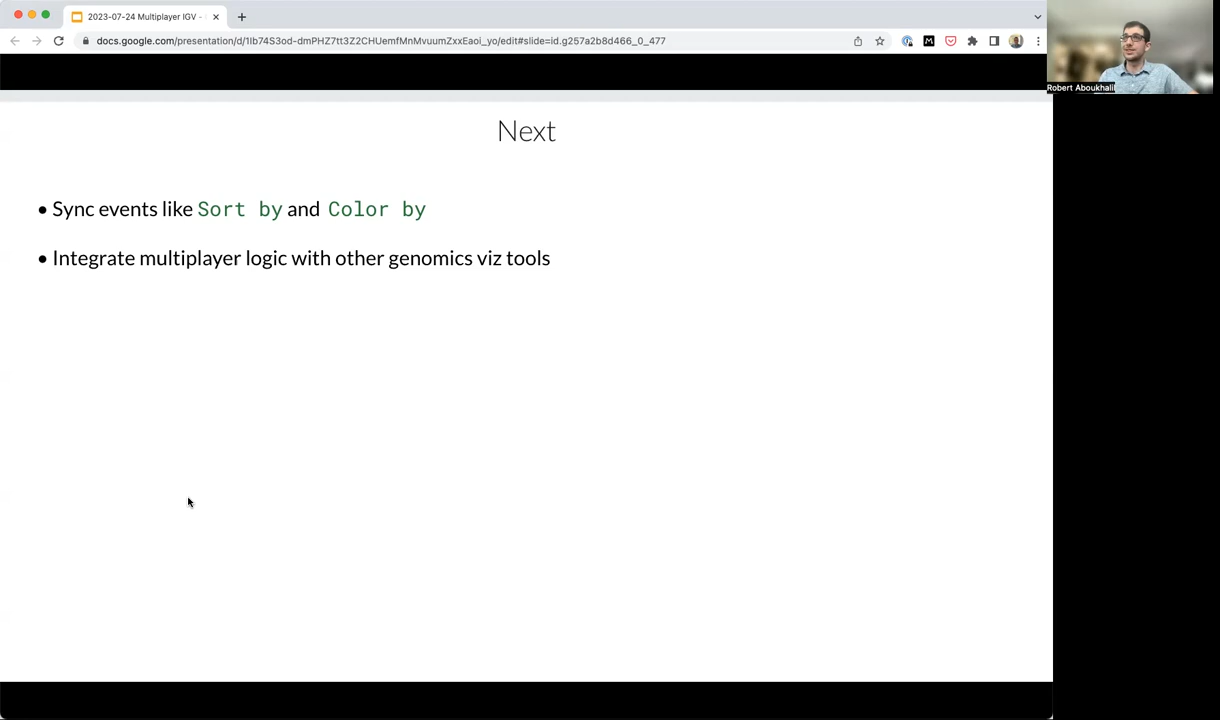 2023-07-24 Multiplayer IGV -
docs.google.com/presentation/d/1Ib74S3od-dmPHZ7tt3Z2CHUemfMnMvuumZxxEaoi_yo/edit#slide=id.g257a2b8d466_0_477
Robert Aboukhalil
Next
• Sync events like Sort by and Color by
• Integrate multiplayer logic with other genomics viz tools